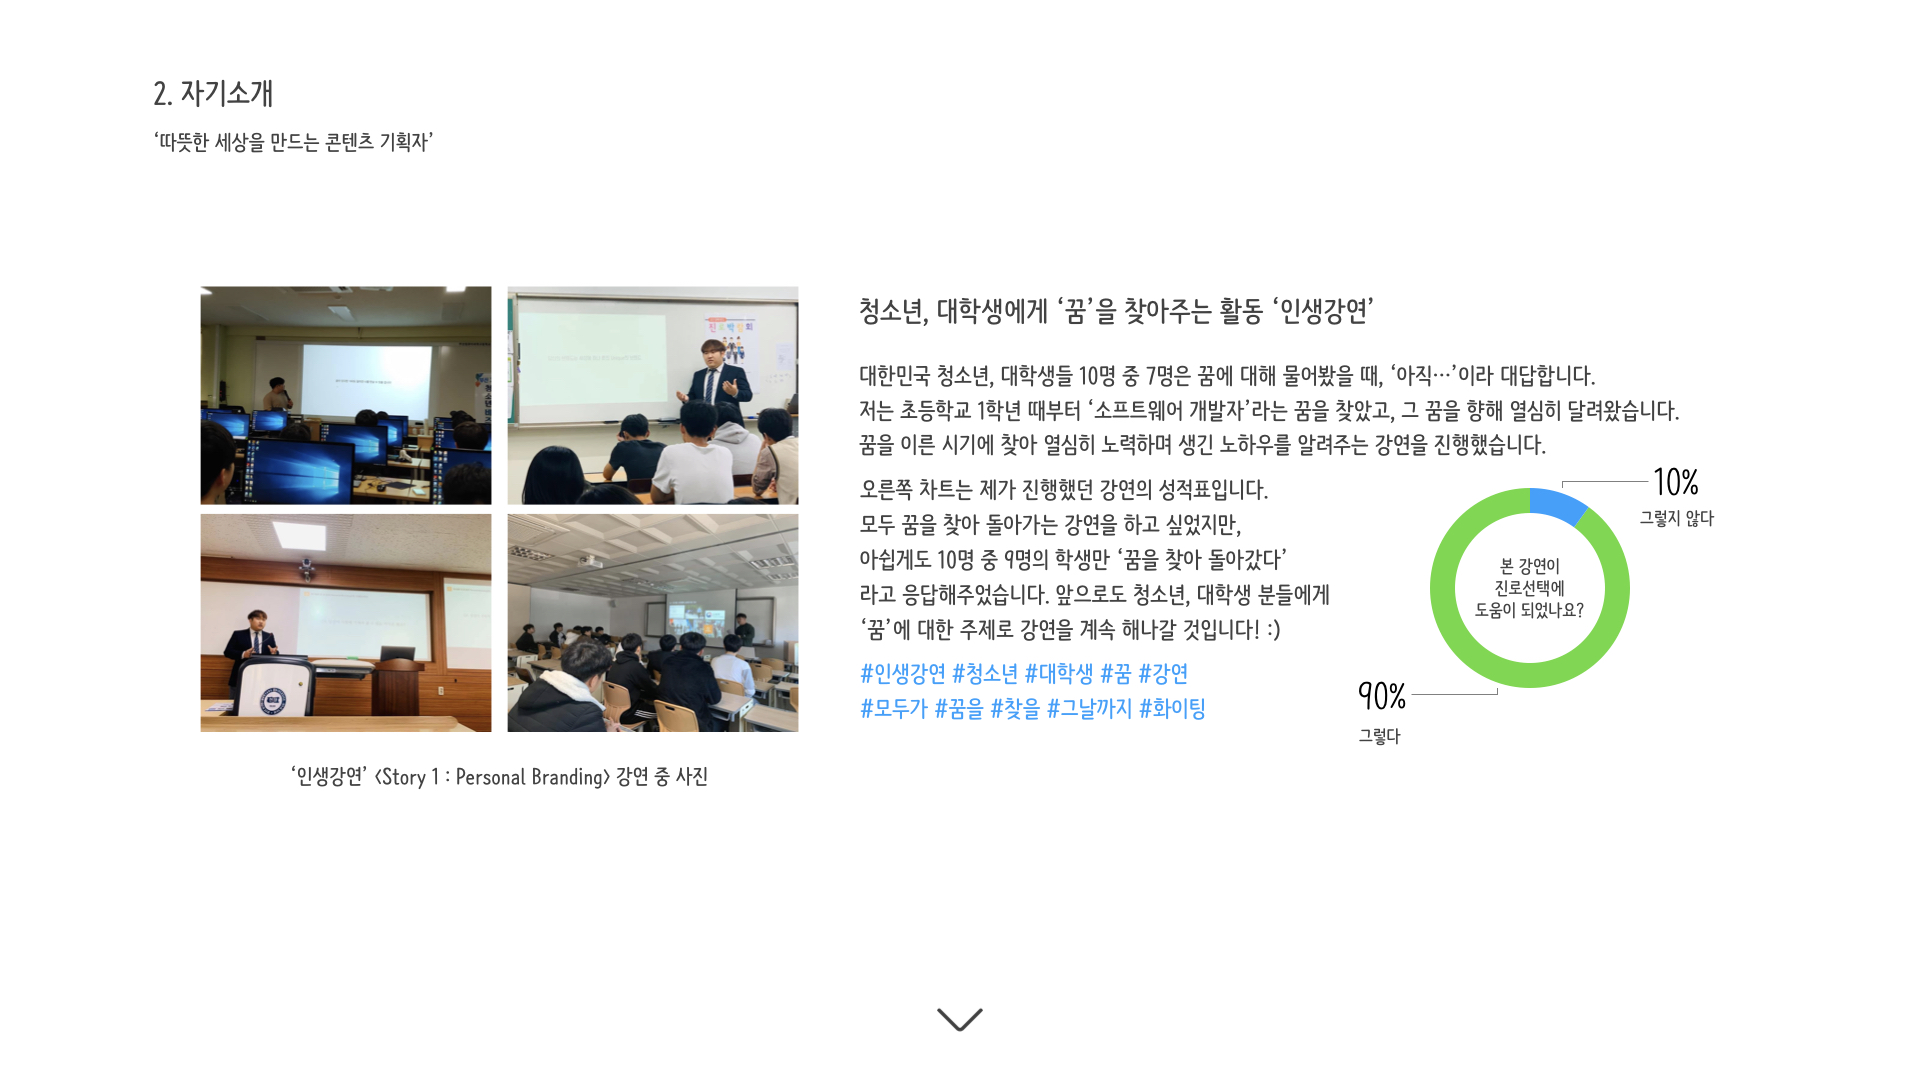 2. 자기소개
‘따뜻한 세상을 만드는 콘텐츠 기획자’
청소년, 대학생에게 ‘꿈’을 찾아주는 활동 ‘인생강연’
대한민국 청소년, 대학생들 10명 중 7명은 꿈에 대해 물어봤을 때, ‘아직…’이라 대답합니다.
저는 초등학교 1학년 때부터 ‘소프트웨어 개발자’라는 꿈을 찾았고, 그 꿈을 향해 열심히 달려왔습니다.
꿈을 이른 시기에 찾아 열심히 노력하며 생긴 노하우를 알려주는 강연을 진행했습니다.
오른쪽 차트는 제가 진행했던 강연의 성적표입니다.
모두 꿈을 찾아 돌아가는 강연을 하고 싶었지만,
아쉽게도 10명 중 9명의 학생만 ‘꿈을 찾아 돌아갔다’
라고 응답해주었습니다. 앞으로도 청소년, 대학생 분들에게
‘꿈’에 대한 주제로 강연을 계속 해나갈 것입니다! :)
#인생강연 #청소년 #대학생 #꿈 #강연
#모두가 #꿈을 #찾을 #그날까지 #화이팅
10%
그렇지 않다
본 강연이
진로선택에
도움이 되었나요?
90%
그렇다
진로박람회
‘인생강연’ <Story 1 : Personal Branding> 강연 중 사진